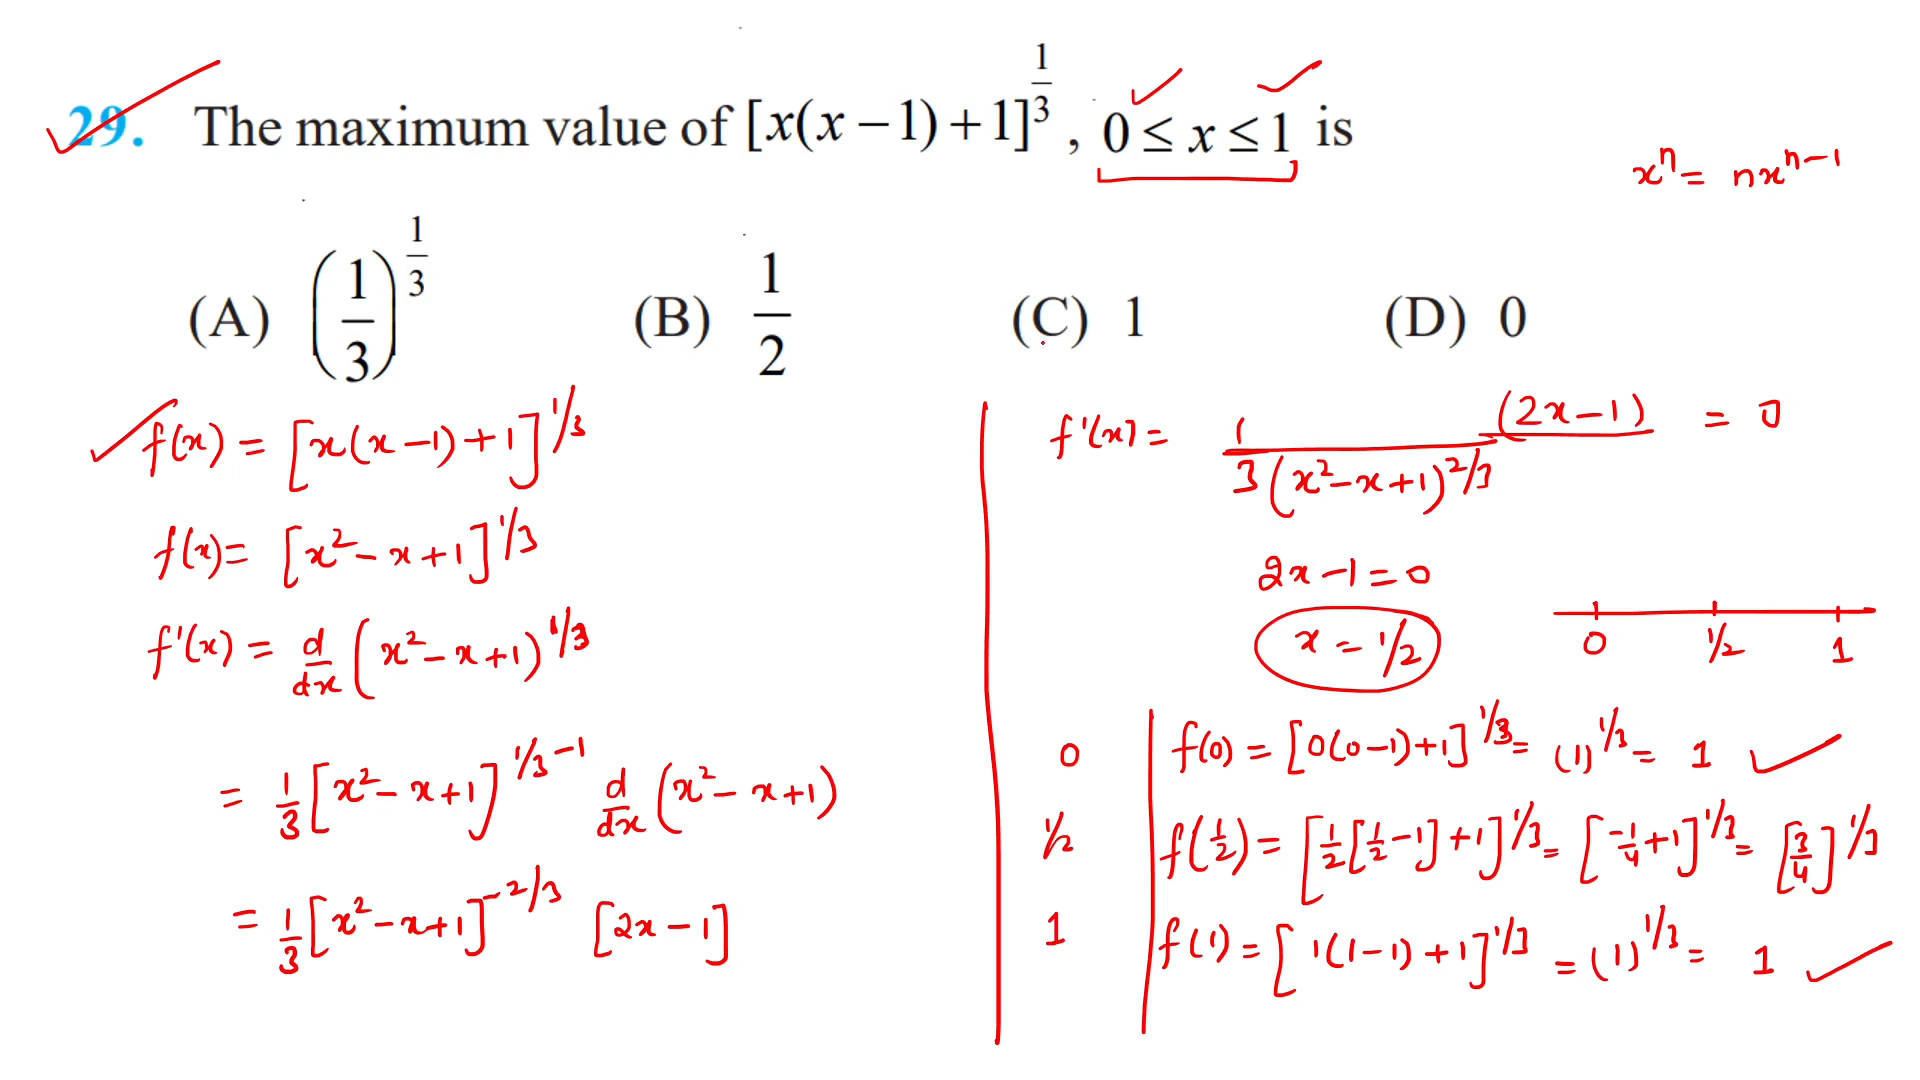 29. The maximum value of [x(x – 1) + 1]^(1/3), 0 ≤ x ≤ 1 is
xⁿ = nxⁿ⁻¹
(A) (1/3)^(1/3) (B) 1/2 (C) 1 (D) 0
f(x) = [x(x-1)+1]^1/3
f(x) = [x²-x+1]^1/3
f'(x) = d/dx (x²-x+1)^1/3
= 1/3 [x²-x+1]^1/3-1 d/dx (x²-x+1)
= 1/3 [x²-x+1]^-2/3 [2x-1]
f'(x) = 1/3(x²-x+1)^2/3 (2x-1) = 0
2x-1=0
x = 1/2
0 1/2 1
0 f(0) = [0(0-1)+1]^1/3 = (1)^1/3 = 1
1/2 f(1/2) = [1/2[1/2-1]+1]^1/3 = [-1/4+1]^1/3 = [3/4]^1/3
1 f(1) = [1(1-1)+1]^1/3 = (1)^1/3 = 1